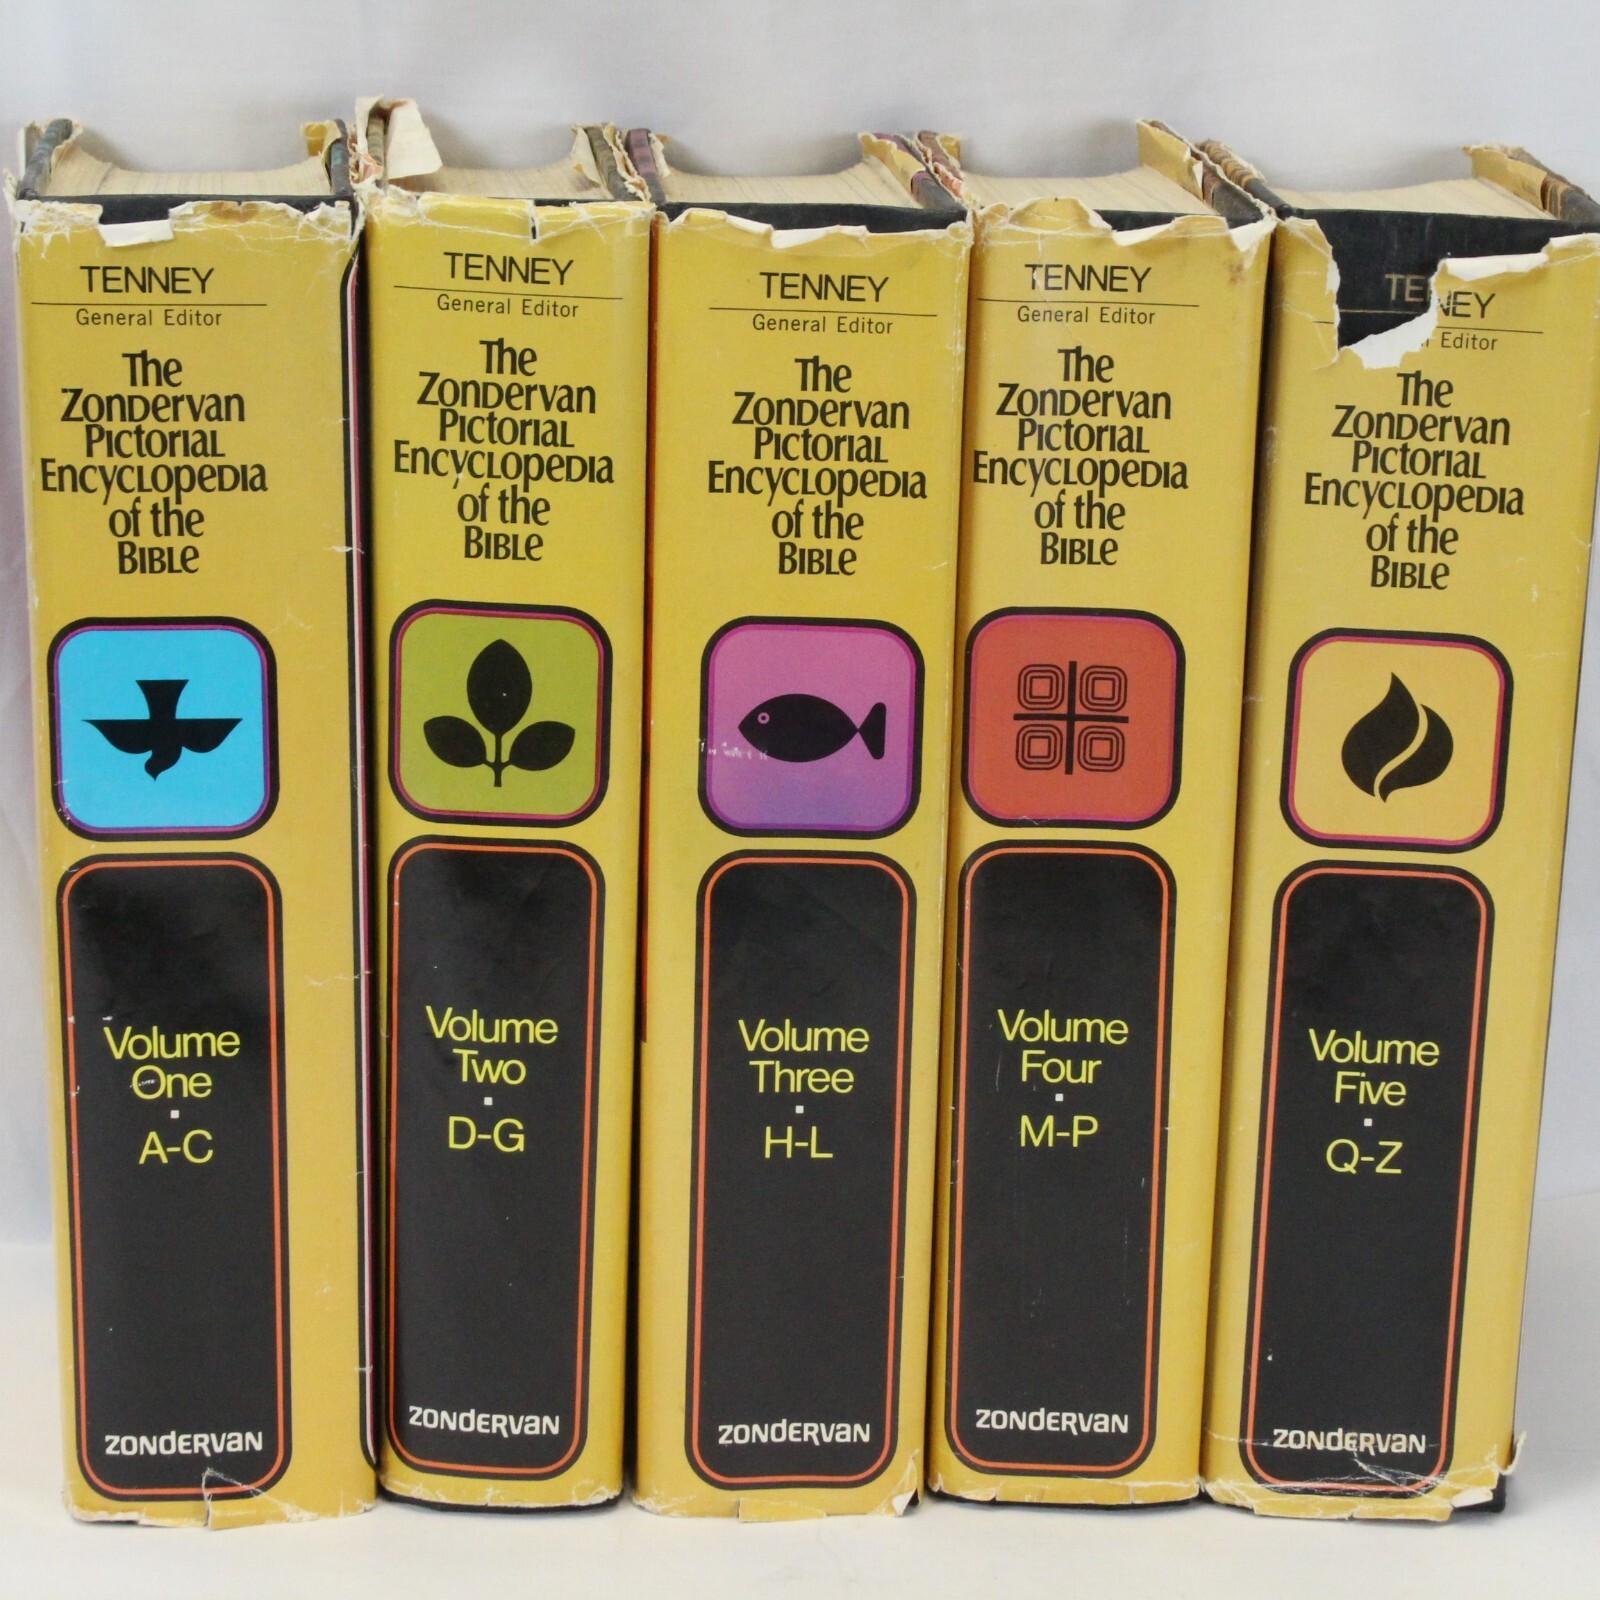 TENNEY
General Editor
The
Zondervan
Pictorial
Encyclopedia
of the
Bible
Volume
One
A-C
ZONDERVAN
TENNEY
General Editor
The
Zondervan
Pictorial
Encyclopedia
of the
Bible
Volume
Two
D-G
ZONDERVAN
TENNEY
General Editor
The
Zondervan
Pictorial
Encyclopedia
of the
Bible
Volume
Three
H-L
ZONDERVAN
TENNEY
General Editor
The
Zondervan
Pictorial
Encyclopedia
of the
Bible
Volume
Four
M-P
ZONDERVAN
TENNEY
Editor
The
Zondervan
Pictorial
Encyclopedia
of the
Bible
Volume
Five
Q-Z
ZONDERVAN